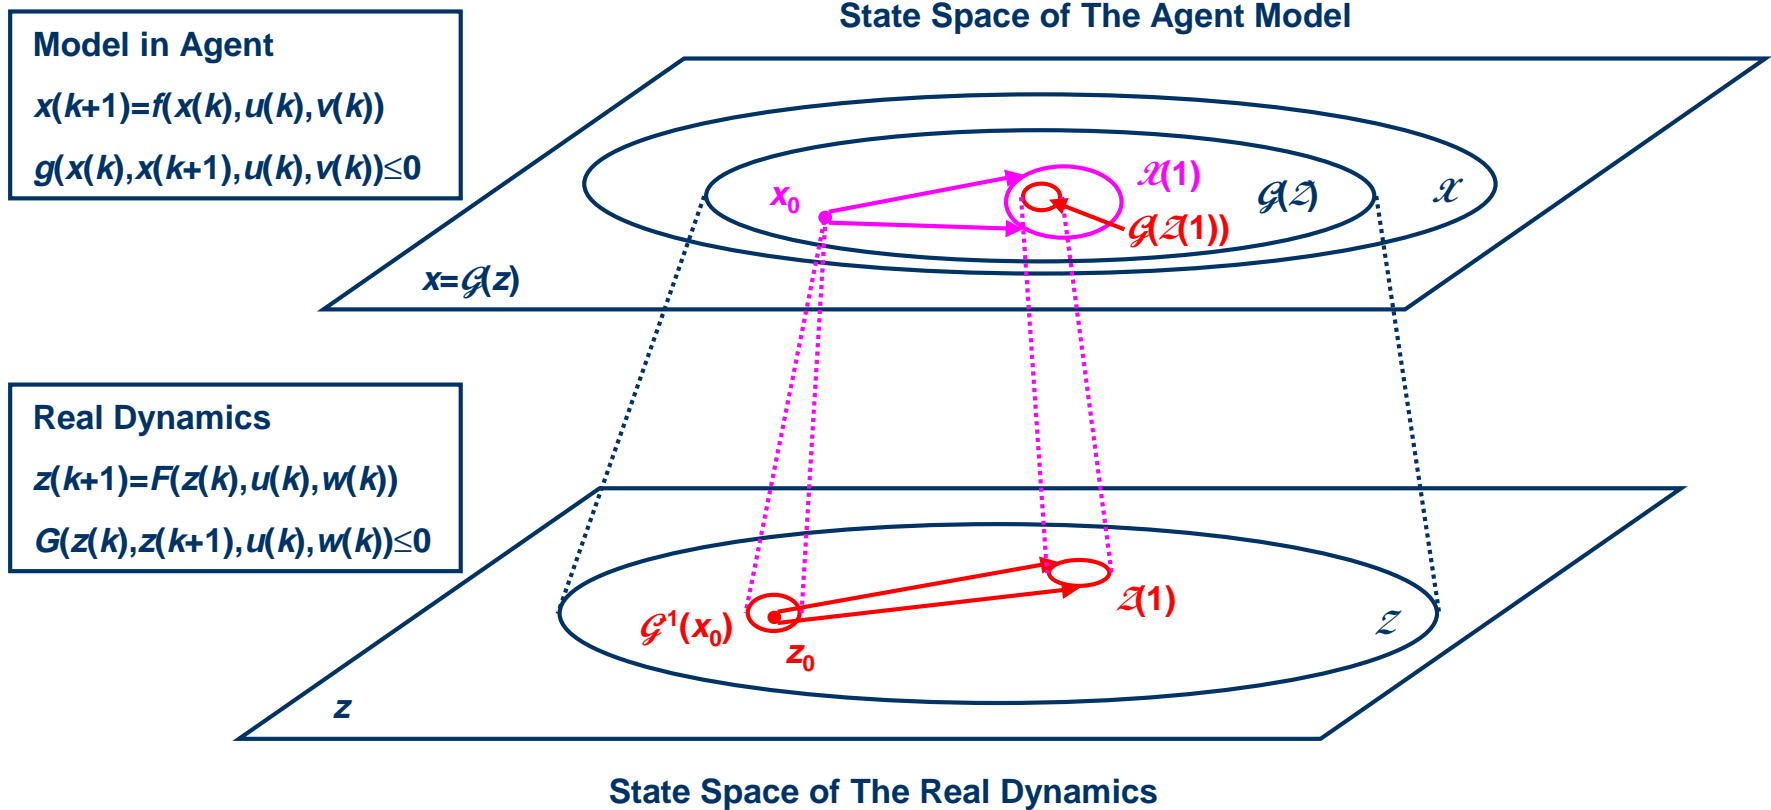 State Space of The Agent Model
Model in Agent
x(k+1)=f(x(k),u(k),v(k))
g(x(k),x(k+1),u(k),v(k))≤0
x₀
𝒳(1)
𝒢(𝒵)
𝒳
𝒢(𝒵(1))
x=𝒢(z)
Real Dynamics
z(k+1)=F(z(k),u(k),w(k))
G(z(k),z(k+1),u(k),w(k))≤0
𝒢¹(x₀)
z₀
𝒵(1)
𝒵
z
State Space of The Real Dynamics